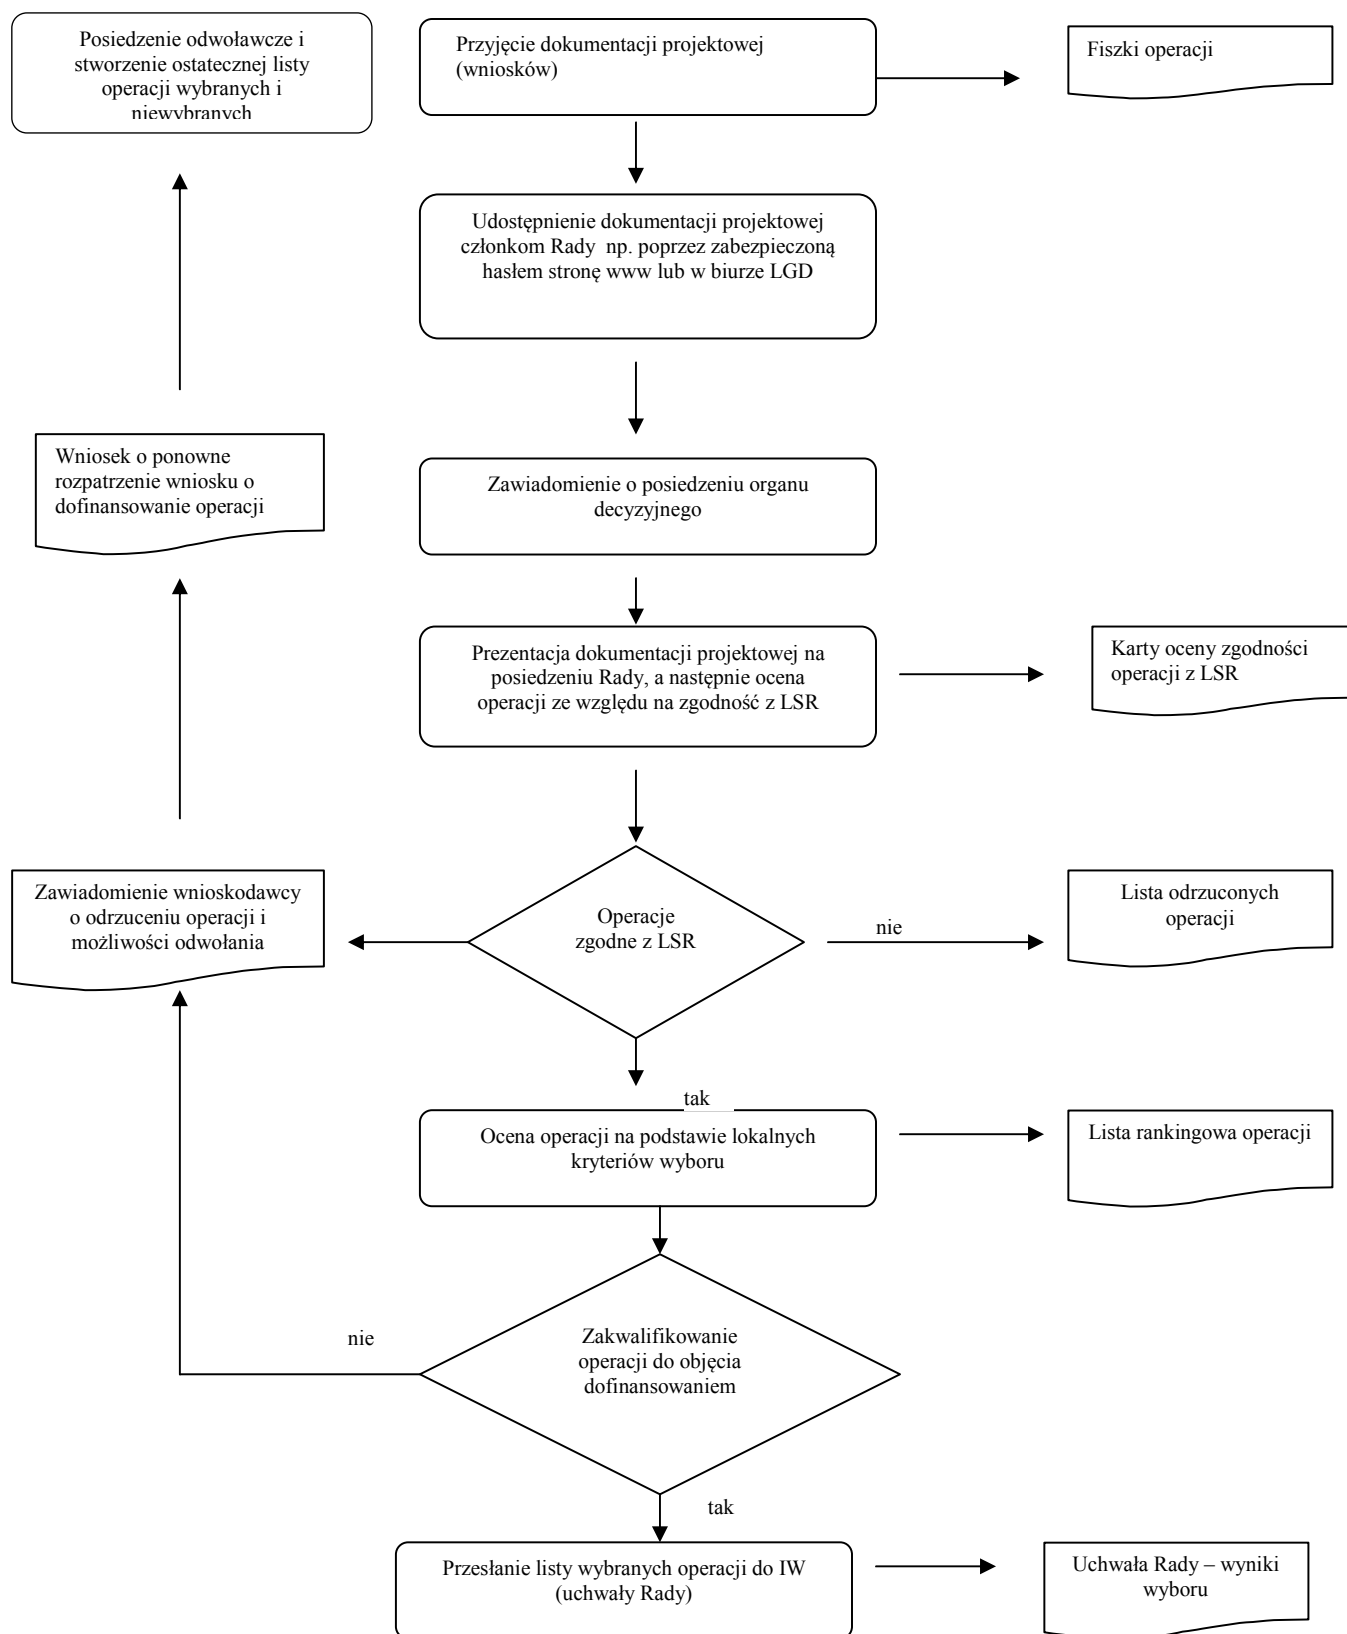 Posiedzenie odwoławcze i
stworzenie ostatecznej listy
operacji wybranych i
niewybranych
Przyjęcie dokumentacji projektowej
(wniosków)
Fiszki operacji
Udostępnienie dokumentacji projektowej
członkom Rady  np. poprzez zabezpieczoną
hasłem stronę www lub w biurze LGD
Wniosek o ponowne
rozpatrzenie wniosku o
dofinansowanie operacji
Zawiadomienie o posiedzeniu organu
decyzyjnego
Prezentacja dokumentacji projektowej na
posiedzeniu Rady, a następnie ocena
operacji ze względu na zgodność z LSR
Karty oceny zgodności
operacji z LSR
Zawiadomienie wnioskodawcy
o odrzuceniu operacji i
możliwości odwołania
Operacje
zgodne z LSR
nie
Lista odrzuconych
operacji
tak
Ocena operacji na podstawie lokalnych
kryteriów wyboru
Lista rankingowa operacji
nie
Zakwalifikowanie
operacji do objęcia
dofinansowaniem
tak
Przesłanie listy wybranych operacji do IW
(uchwały Rady)
Uchwała Rady – wyniki
wyboru